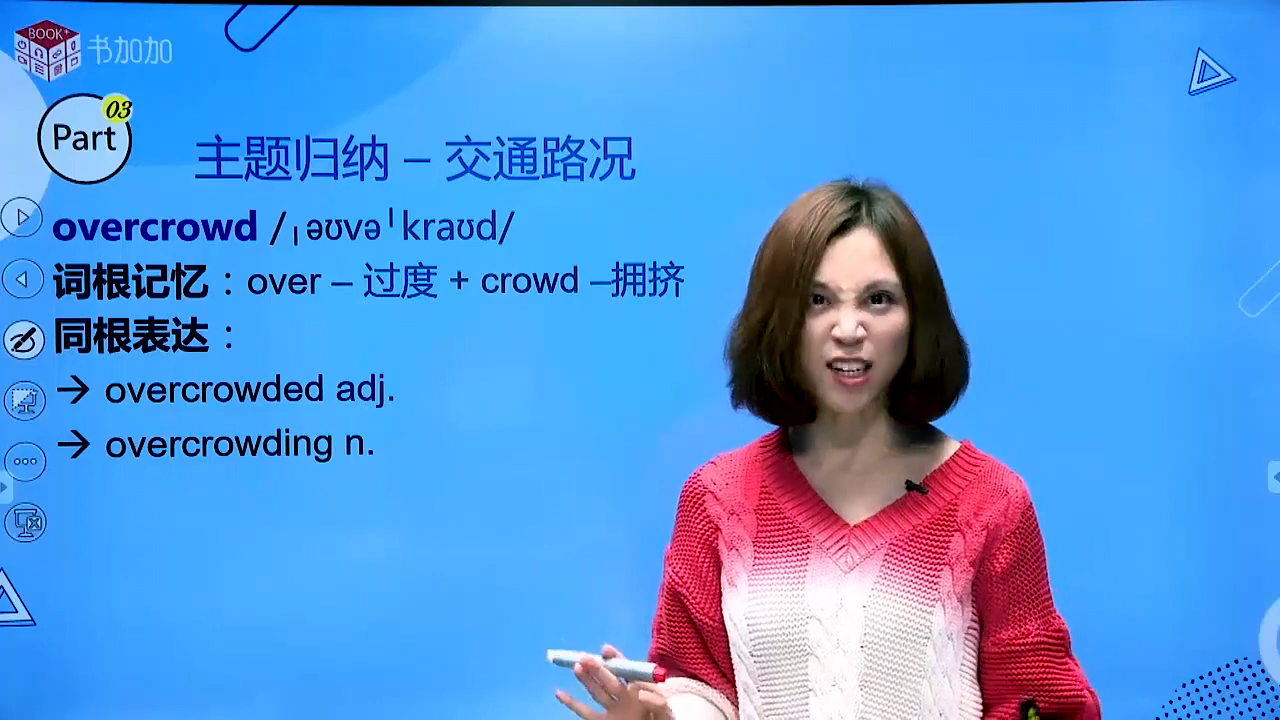 BOOK+
书加加
Part
03
主题归纳 – 交通路况
overcrowd /ˌəʊvəˈkraʊd/
词根记忆：over – 过度 + crowd –拥挤
同根表达：
→ overcrowded adj.
→ overcrowding n.